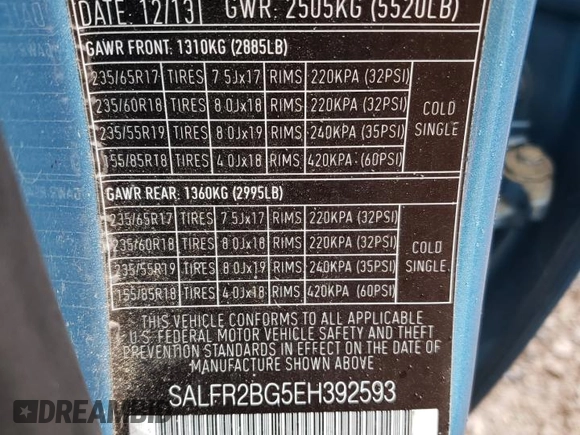 DATE: 12/13 GWR: 2505KG (5520LB)
GAWR FRONT: 1310KG (2885LB)
235/65R17 TIRES 7.5Jx17 RIMS 220KPA (32PSI)
235/60R18 TIRES 8.0Jx18 RIMS 220KPA (32PSI)
235/55R19 TIRES 8.0Jx19 RIMS 240KPA (35PSI)
155/85R18 TIRES 4.0Jx18 RIMS 420KPA (60PSI)
COLD
SINGLE
GAWR REAR: 1360KG (2995LB)
235/65R17 TIRES 7.5Jx17 RIMS 220KPA (32PSI)
235/60R18 TIRES 8.0Jx18 RIMS 220KPA (32PSI)
235/55R19 TIRES 8.0Jx19 RIMS 240KPA (35PSI)
155/85R18 TIRES 4.0Jx18 RIMS 420KPA (60PSI)
COLD
SINGLE
THIS VEHICLE CONFORMS TO ALL APPLICABLE
U.S. FEDERAL MOTOR VEHICLE SAFETY AND THEFT
PREVENTION STANDARDS IN EFFECT ON THE DATE OF
MANUFACTURE SHOWN ABOVE
SALFR2BG5EH392593
DIRECT IMPORT
AUTO EXPERTS